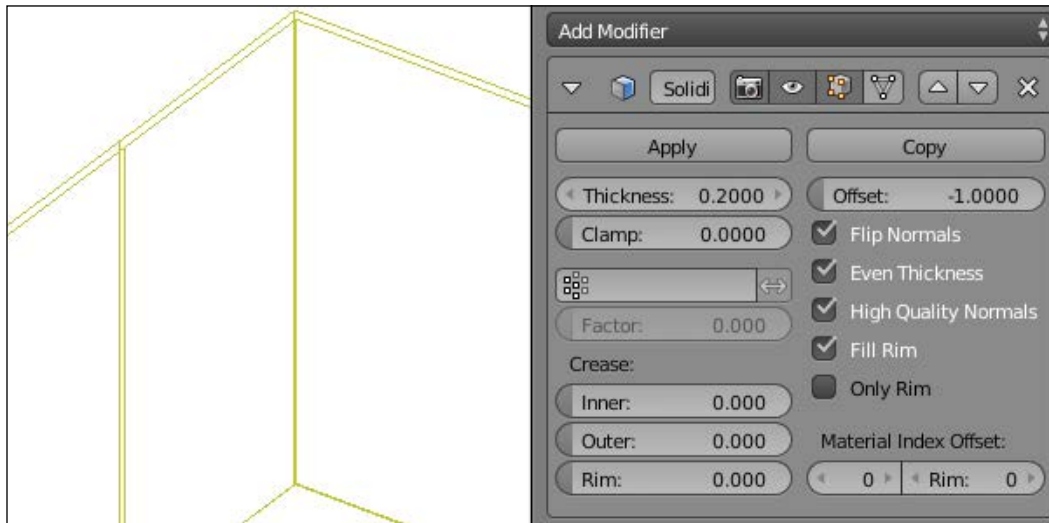 Add Modifier
Solidi
Apply
Copy
Thickness: 0.2000
Offset: -1.0000
Clamp: 0.0000
Flip Normals
Even Thickness
High Quality Normals
Factor: 0.000
Fill Rim
Crease:
Only Rim
Inner: 0.000
Outer: 0.000
Material Index Offset:
Rim: 0.000
0
Rim: 0